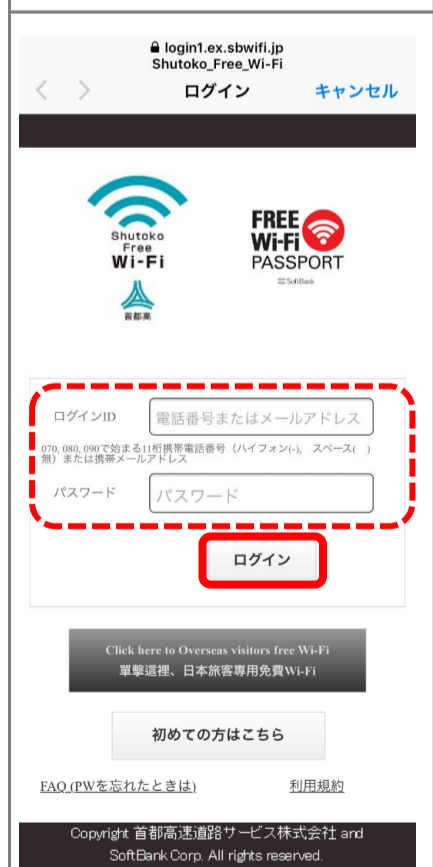 login1.ex.sbwifi.jp
Shutoko_Free_Wi-Fi
ログイン
キャンセル
Shutoko
Free
Wi-Fi
首都高
FREE
Wi-Fi
PASSPORT
SoftBank
ログインID
電話番号またはメールアドレス
070, 080, 090で始まる11桁携帯電話番号（ハイフォン(-)、 スペース( )
無）または携帯メールアドレス
パスワード
パスワード
ログイン
Click here to Overseas visitors free Wi-Fi
單擊這裡、日本旅客專用免費Wi-Fi
初めての方はこちら
FAQ (PWを忘れたときは)
利用規約
Copyright 首都高速道路サービス株式会社 and
SoftBank Corp. All rights reserved.